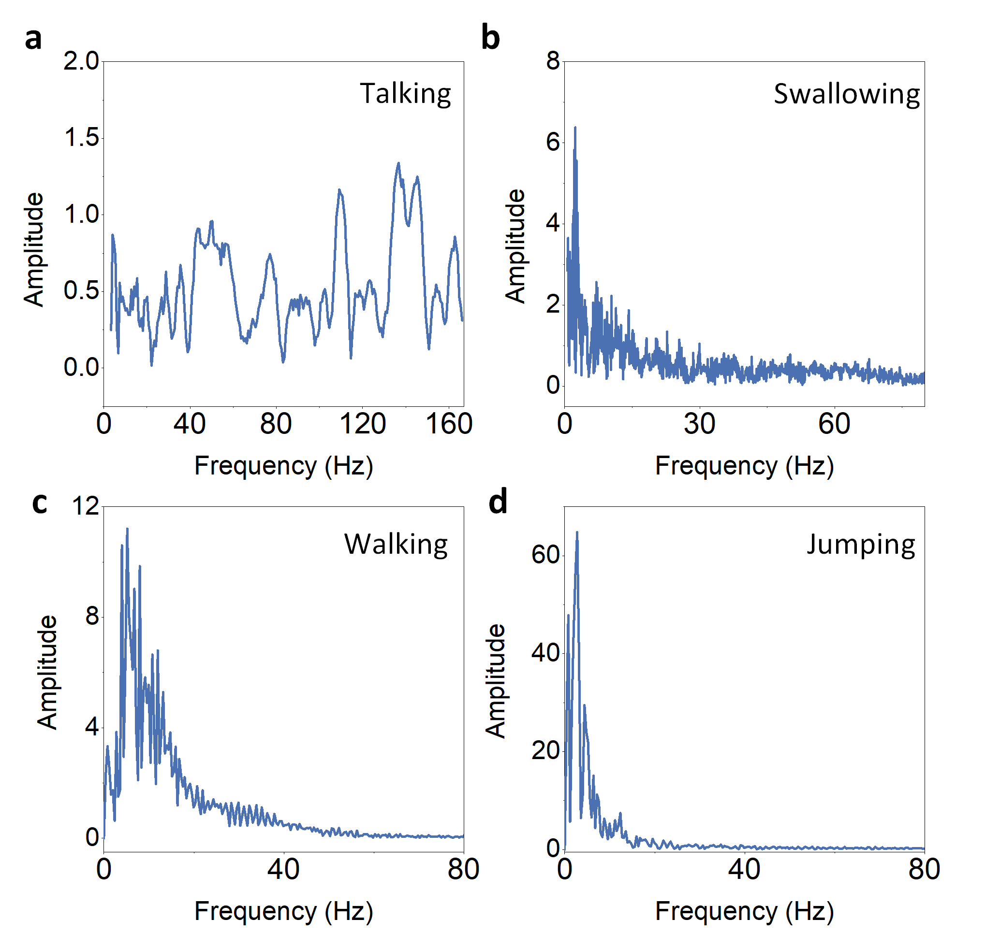 a
Talking
2.0
1.5
1.0
0.5
0.0
Amplitude
0 40 80 120 160
Frequency (Hz)
b
Swallowing
8
6
4
2
0
Amplitude
0 30 60
Frequency (Hz)
c
Walking
12
8
4
0
Amplitude
0 40 80
Frequency (Hz)
d
Jumping
60
40
20
0
Amplitude
0 40 80
Frequency (Hz)